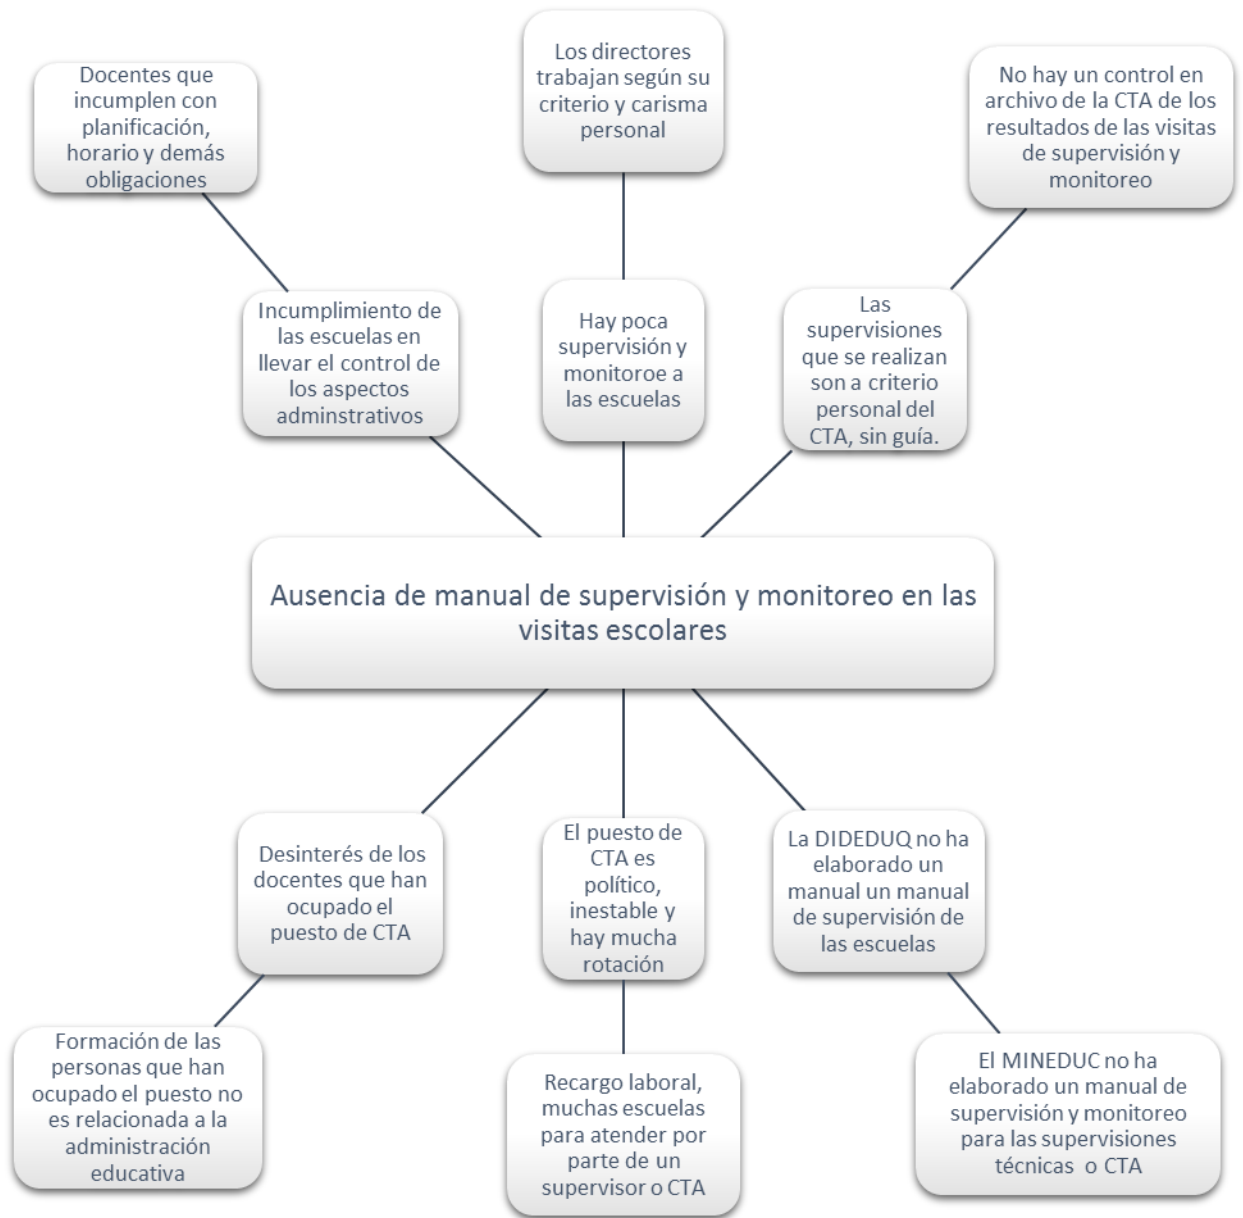 Docentes que
incumplen con
planificación,
horario y demás
obligaciones
Los directores
trabajan según su
criterio y carisma
personal
No hay un control en
archivo de la CTA de los
resultados de las visitas
de supervisión y
monitoreo
Incumplimiento de
las escuelas en
llevar el control de
los aspectos
adminstrativos
Hay poca
supervisión y
monitoroe a
las escuelas
Las
supervisiones
que se realizan
son a criterio
personal del
CTA, sin guía.
Ausencia de manual de supervisión y monitoreo en las
visitas escolares
Desinterés de los
docentes que han
ocupado el
puesto de CTA
El puesto de
CTA es
político,
inestable y
hay mucha
rotación
La DIDEDUQ no ha
elaborado un
manual un manual
de supervisión de
las escuelas
Formación de las
personas que han
ocupado el puesto no
es relacionada a la
administración
educativa
Recargo laboral,
muchas escuelas
para atender por
parte de un
supervisor o CTA
El MINEDUC no ha
elaborado un manual de
supervisión y monitoreo
para las supervisiones
técnicas o CTA